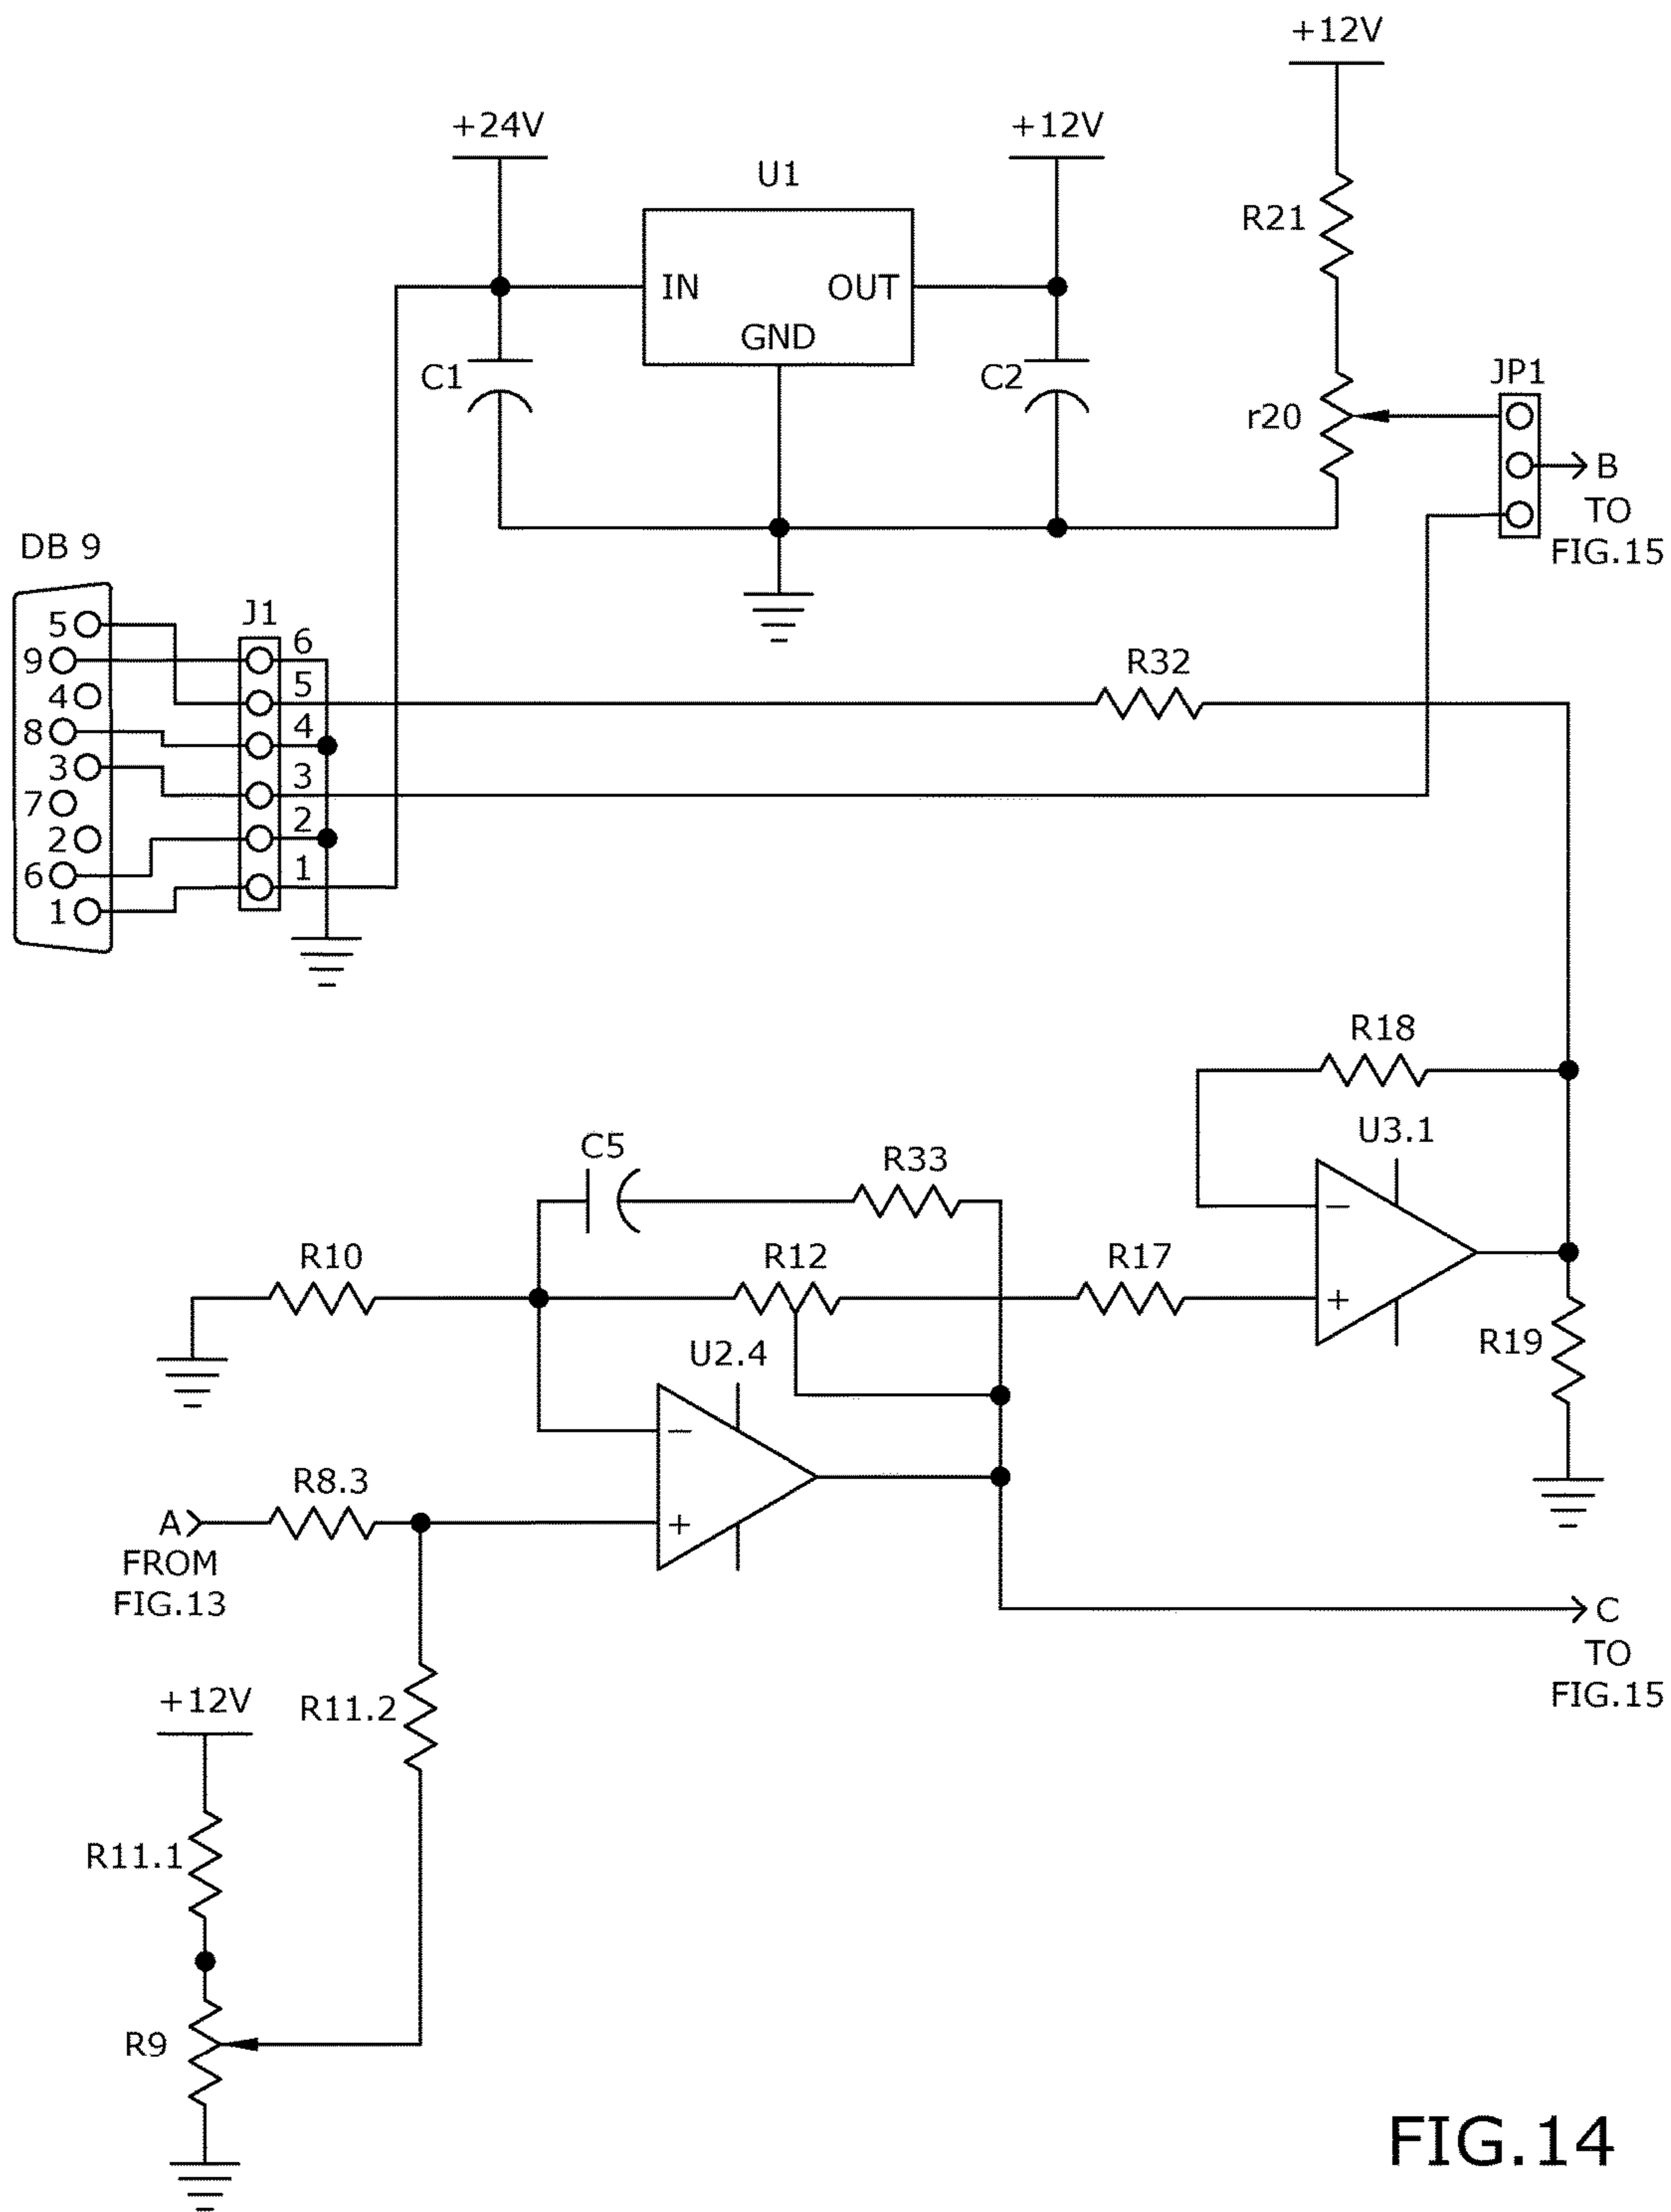 +12V
+24V
+12V
U1
R21
IN
OUT
GND
C1
C2
JP1
r20
B
TO
FIG.15
DB 9
J1
5
6
9
R32
5
4
4
8
3
3
7
2
2
6
1
1
R18
U3.1
C5
R33
R10
R12
R17
−
+
R19
U2.4
−
R8.3
A
+
FROM
FIG.13
C
TO
FIG.15
+12V
R11.2
R11.1
R9
FIG.14